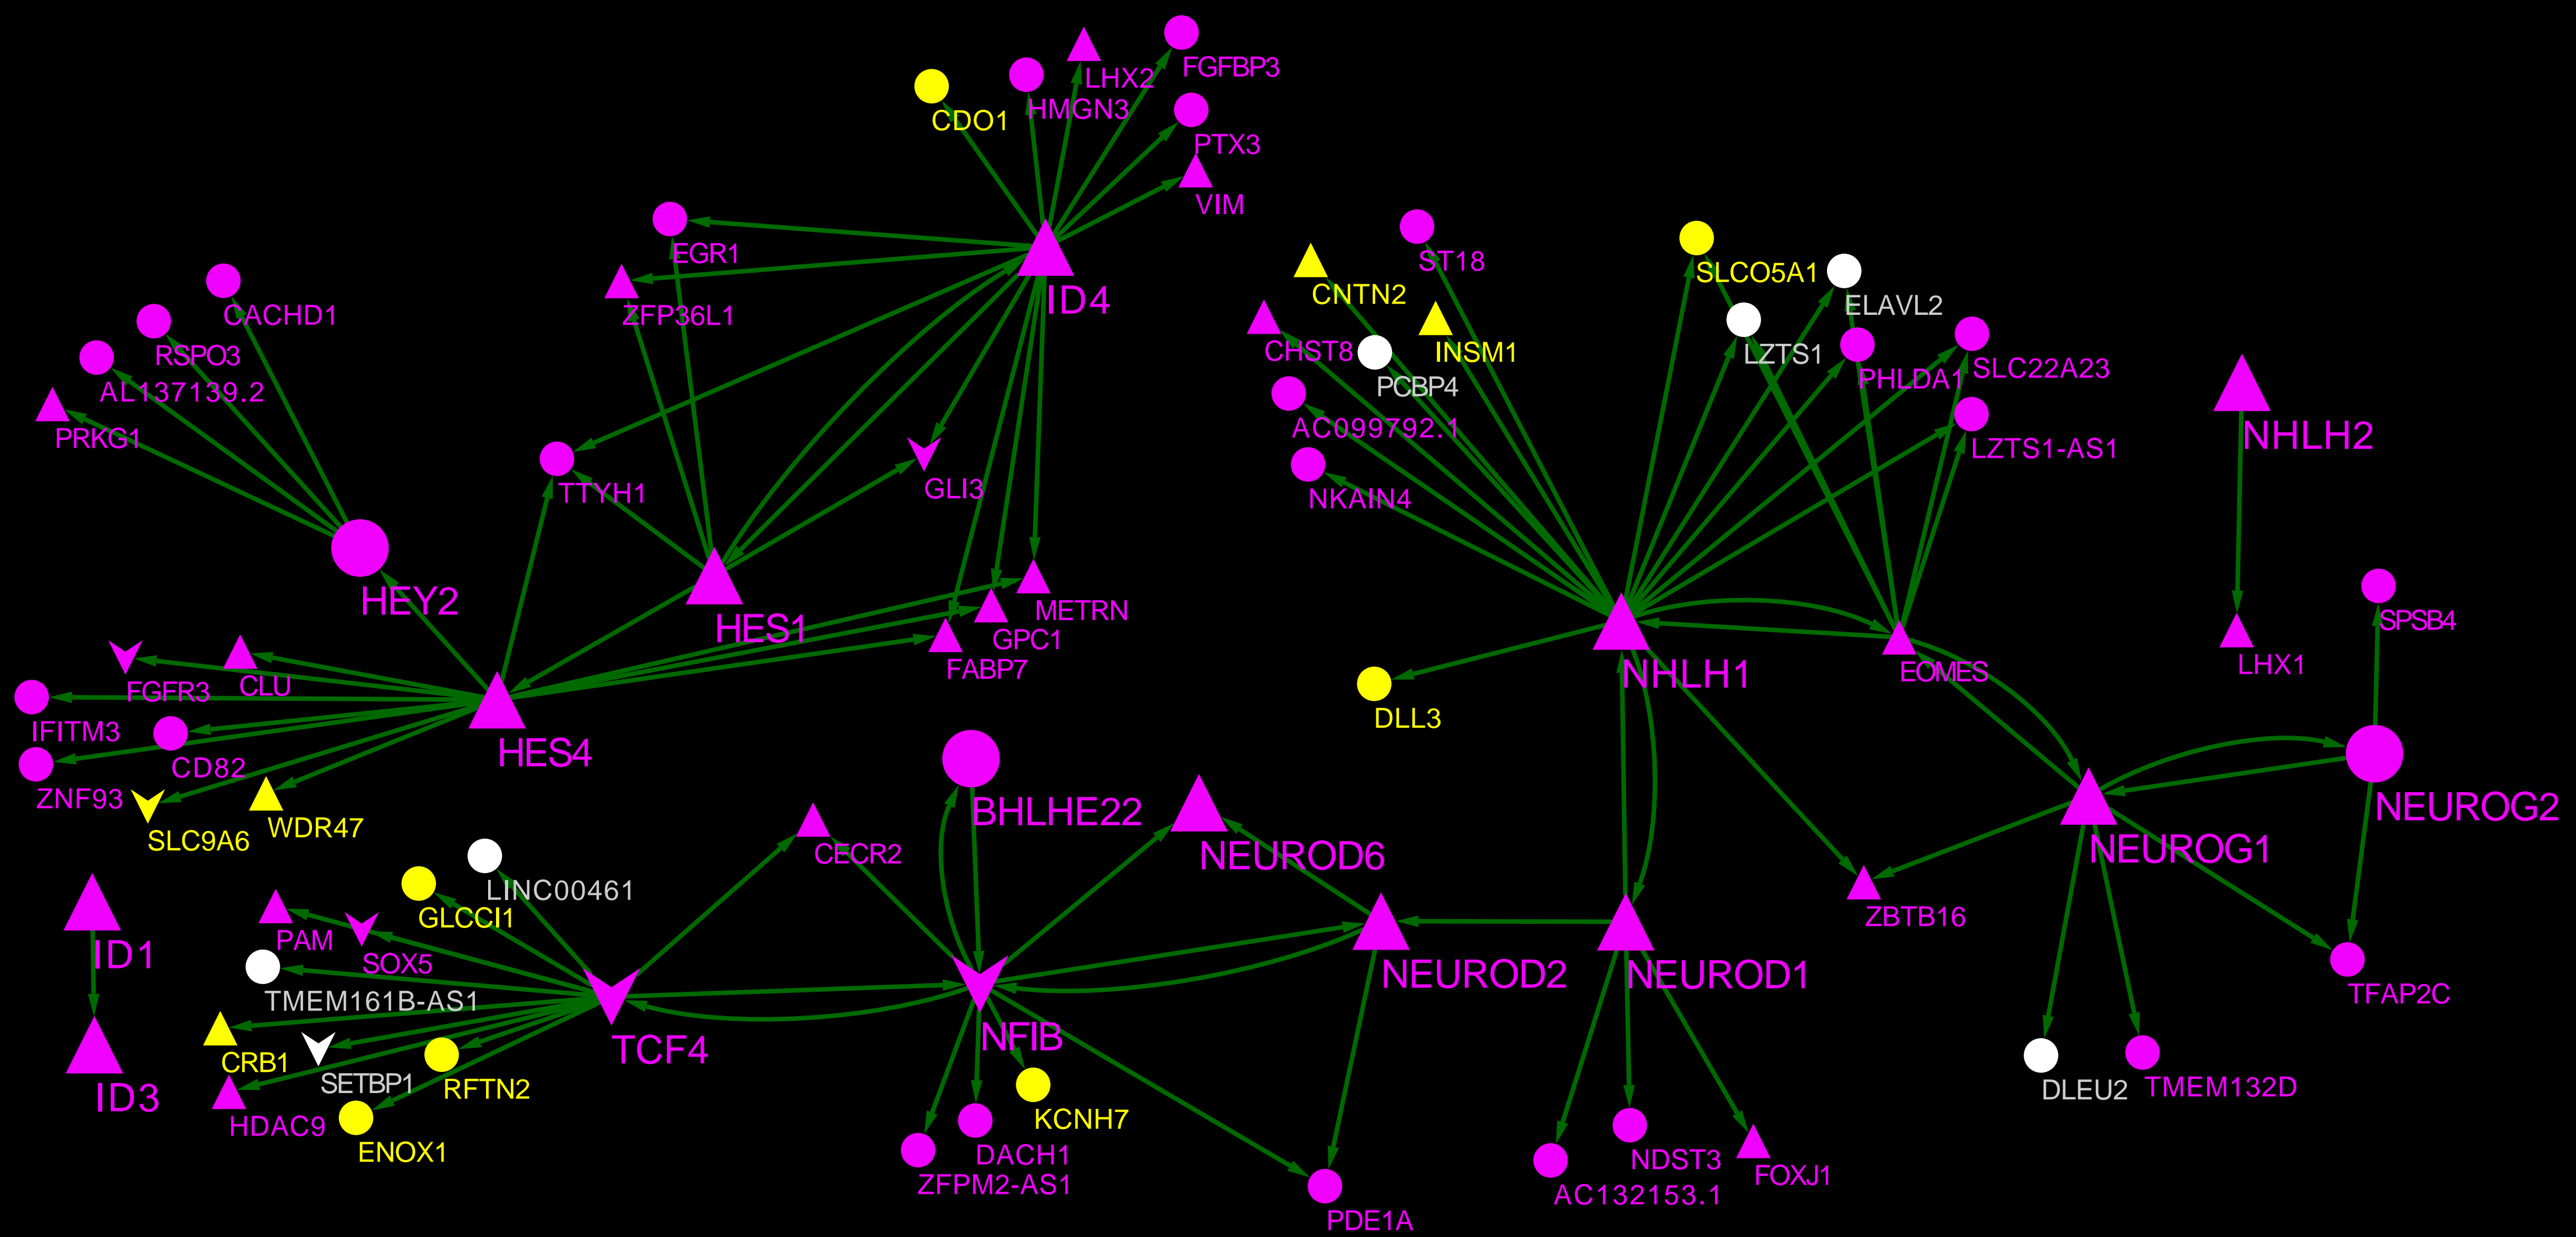 FGFBP3
LHX2
HMGN3
CDO1
PTX3
VIM
EGR1
ID4
ZFP36L1
CACHD1
RSPO3
AL137139.2
PRKG1
TTYH1
GLI3
HEY2
HES1
METRN
GPC1
FABP7
FGFR3
CLU
IFITM3
CD82
ZNF93
HES4
SLC9A6
WDR47
ST18
CNTN2
CHST8
INSM1
PCBP4
AC099792.1
NKAIN4
SLCO5A1
ELAVL2
LZTS1
PHLDA1
SLC22A23
LZTS1-AS1
NHLH2
LHX1
SPSB4
NHLH1
EOMES
DLL3
NEUROG2
NEUROG1
ZBTB16
TFAP2C
DLEU2
TMEM132D
BHLHE22
CECR2
NEUROD6
NEUROD2
NEUROD1
LINC00461
GLCCI1
PAM
SOX5
TMEM161B-AS1
ID1
ID3
CRB1
SETBP1
RFTN2
HDAC9
ENOX1
TCF4
NFIB
KCNH7
DACH1
ZFPM2-AS1
PDE1A
NDST3
AC132153.1
FOXJ1